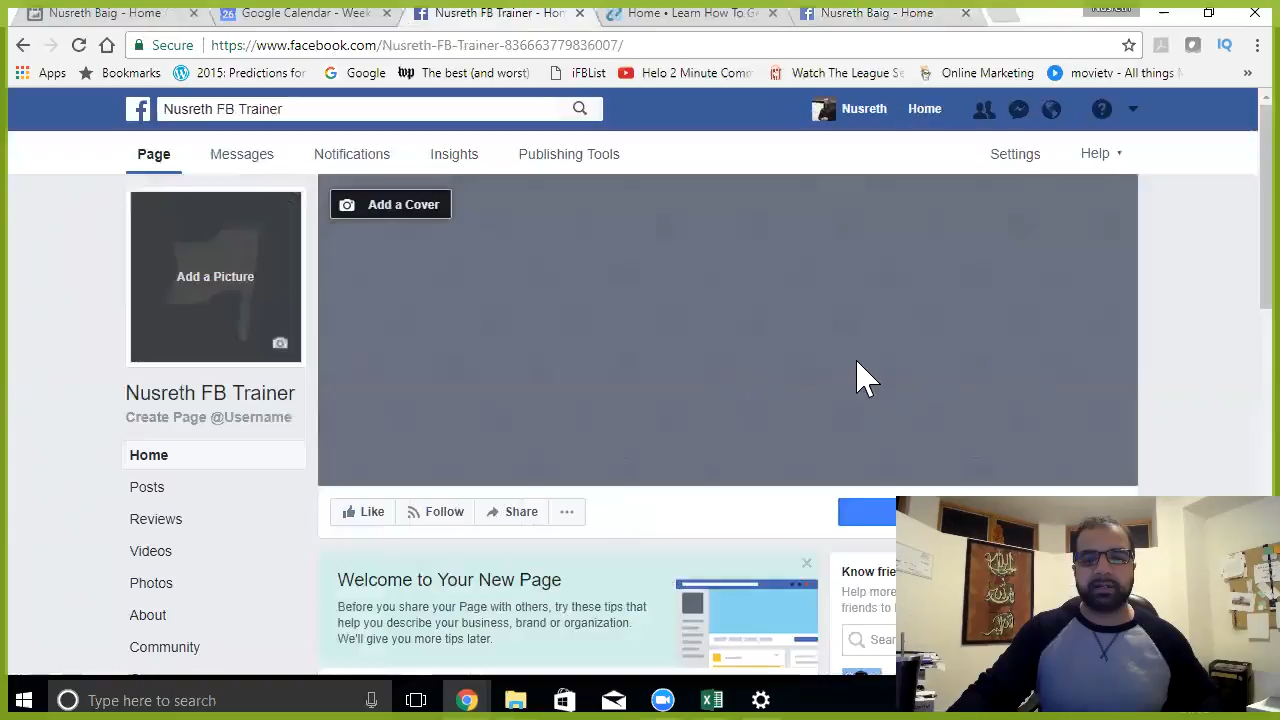 Nusreth Baig - Home
Google Calendar - Week
Nusreth FB Trainer - Hom
Home • Learn How To Ge
Nusreth Baig - Home
Secure
https://www.facebook.com/Nusreth-FB-Trainer-836663779836007/
Apps
Bookmarks
2015: Predictions for
Google
The best (and worst)
iFBList
Helo 2 Minute
Watch The League Se
Online Marketing
movietv - All things
»
Nusreth FB Trainer
Nusreth
Home
Page
Messages
Notifications
Insights
Publishing Tools
Settings
Help
Add a Cover
Add a Picture
Nusreth FB Trainer
Create Page @Username
Home
Posts
Reviews
Videos
Photos
About
Community
Like
Follow
Share
Welcome to Your New Page
Before you share your Page with others, try these tips that
help you describe your business, brand or organization.
We'll give you more tips later.
Know frie
Help more
friends to
Sear
Type here to search